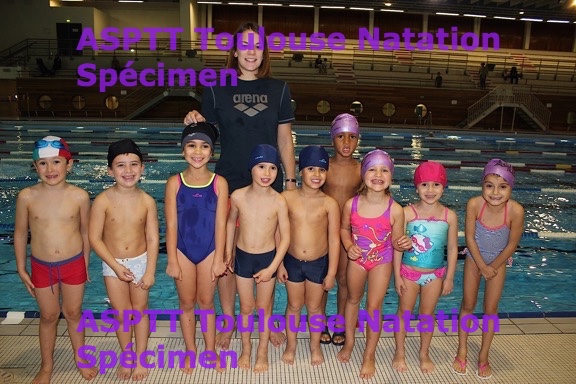 ASPTT Toulouse Natation
Spécimen
arena
ASPTT Toulouse Natation
Spécimen